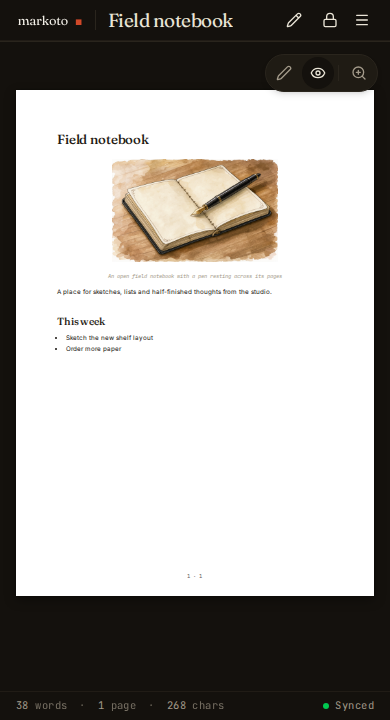 markoto
Field notebook
Field notebook
An open field notebook with a pen resting across its pages
A place for sketches, lists and half-finished thoughts from the studio.
This week
• Sketch the new shelf layout
• Order more paper
1 - 1
38 words · 1 page · 268 chars
Synced